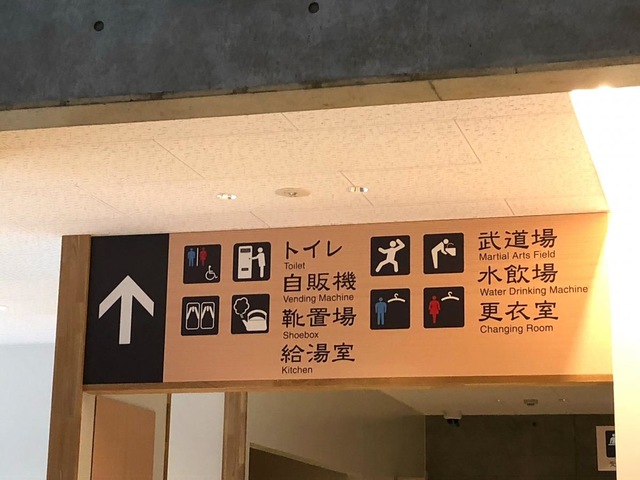 トイレ
Toilet
自販機
Vending Machine
靴置場
Shoebox
給湯室
Kitchen
武道場
Martial Arts Field
水飲場
Water Drinking Machine
更衣室
Changing Room